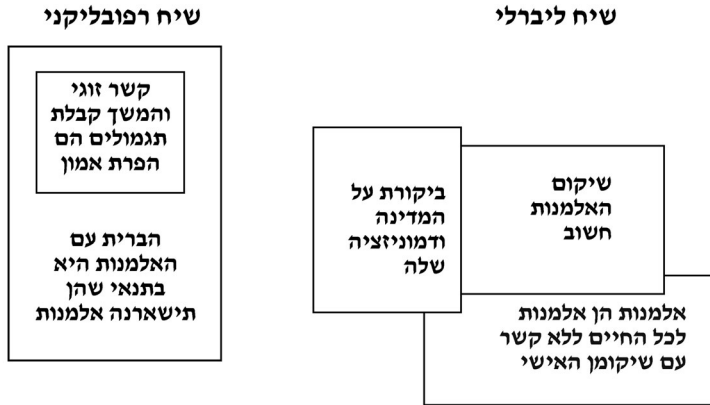 שיח רפובליקני
קשר זוגי
והמשך קבלת
תגמולים הם
הפרת אמון
הברית עם
האלמנות היא
בתנאי שהן
תישארנה אלמנות
שיח ליברלי
שיקום
האלמנות
חשוב
ביקורת על
המדינה
ודמוניזציה
שלה
אלמנות הן אלמנות
לכל החיים ללא קשר
עם שיקומן האישי